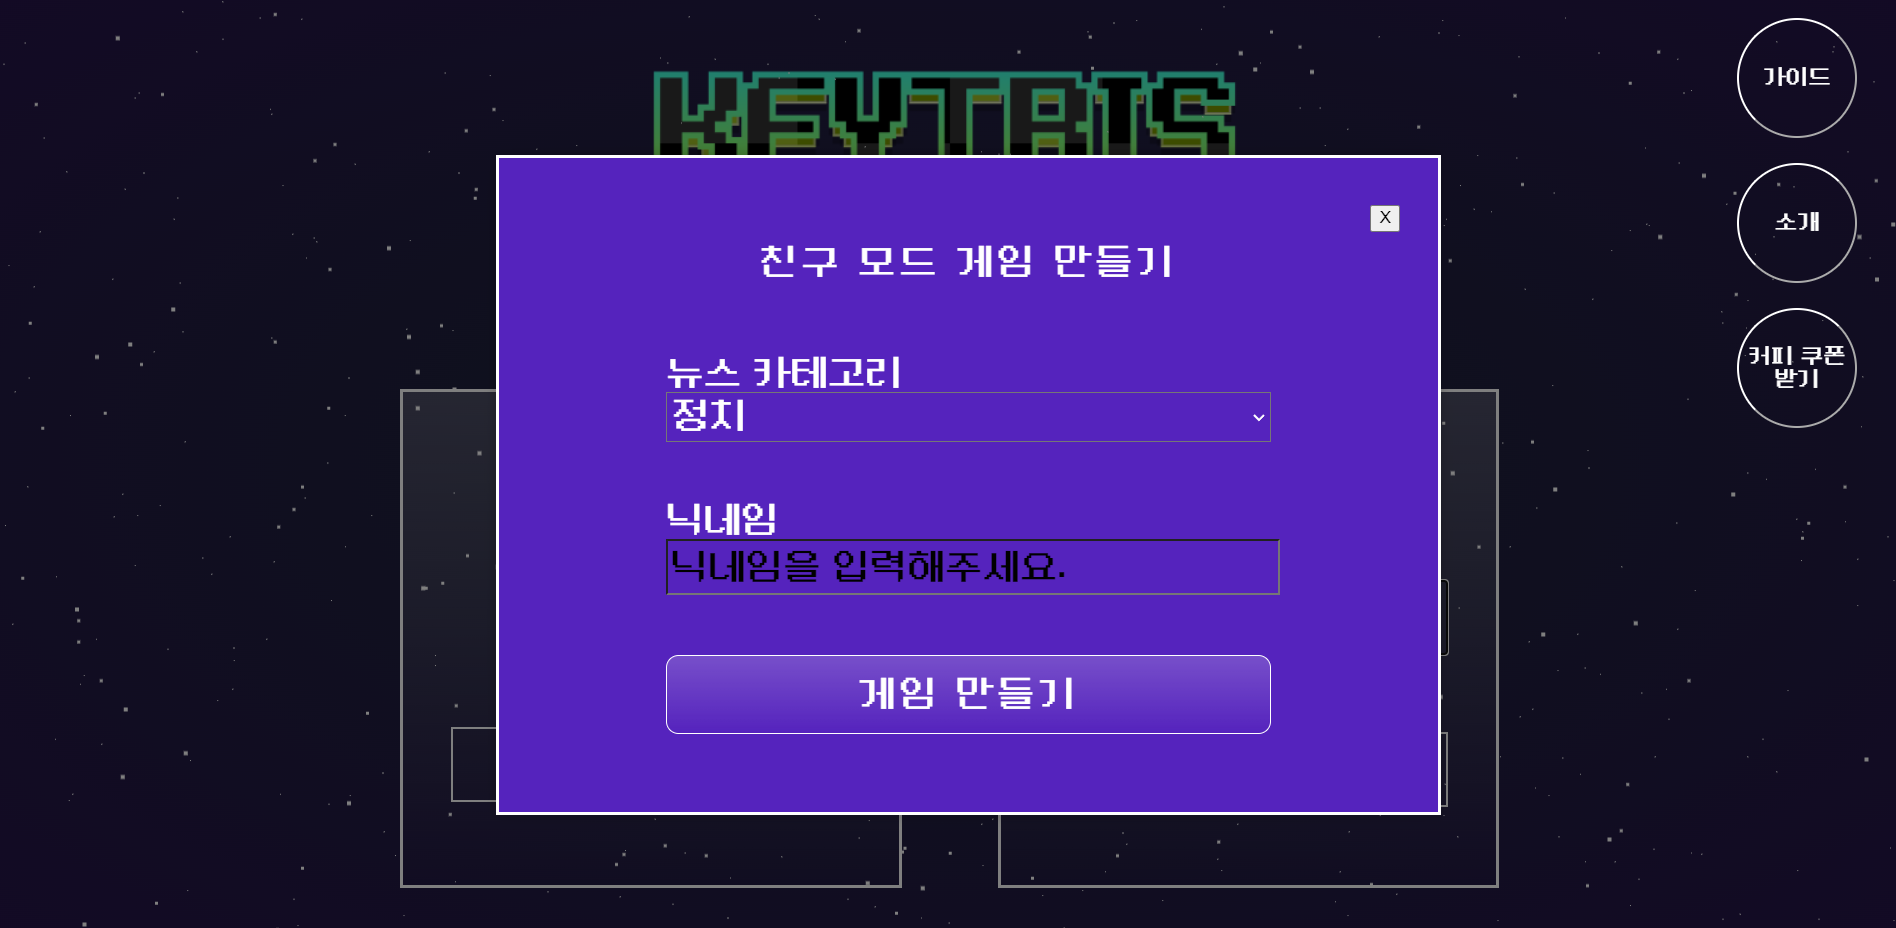 KEYTRIS
가이드
소개
커피 쿠폰
받기
X
친구 모드 게임 만들기
뉴스 카테고리
정치
닉네임
닉네임을 입력해주세요.
게임 만들기